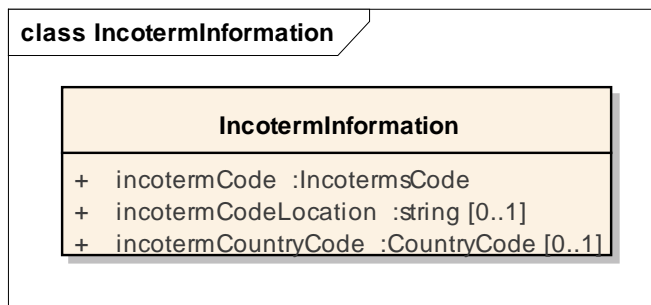 class IncotermInformation
IncotermInformation
+ incotermCode :IncotermsCode
+ incotermCodeLocation :string [0..1]
+ incotermCountryCode :CountryCode [0..1]